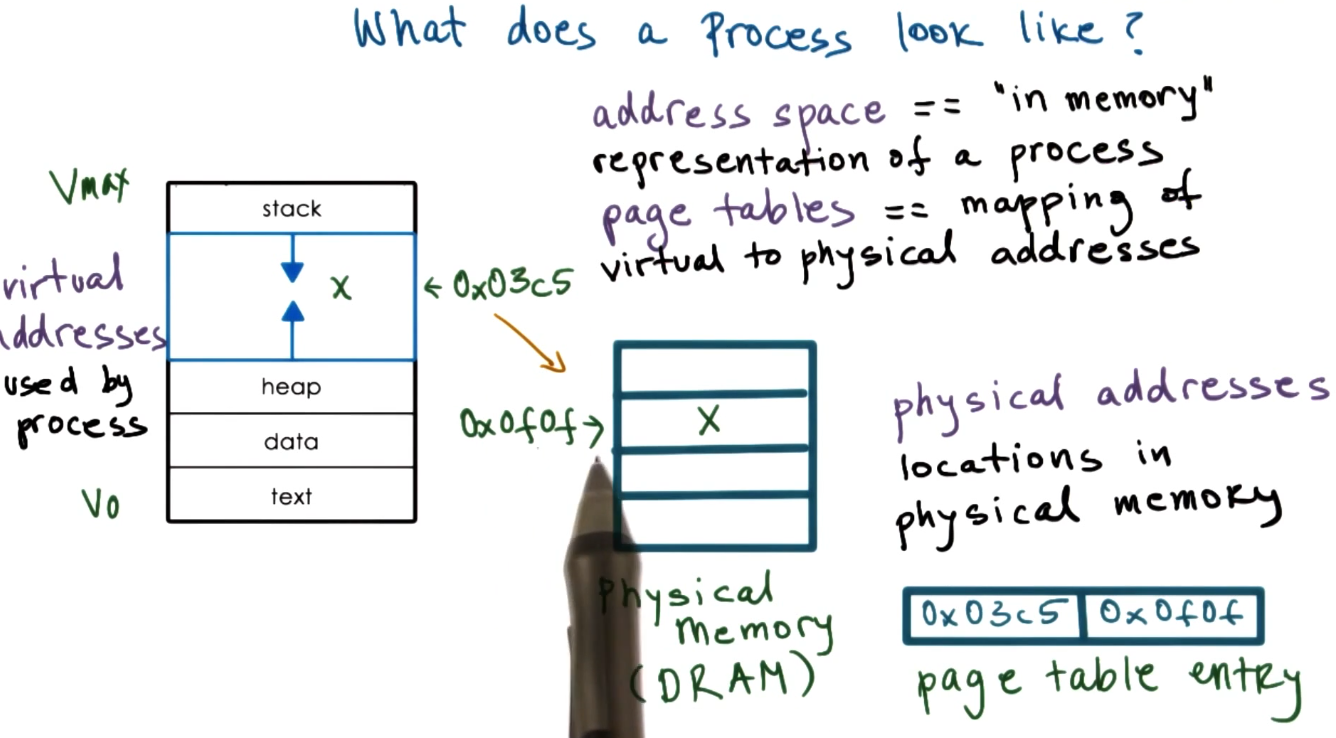 What does a Process look like?
address space == "in memory"
representation of a process
page tables == mapping of
virtual to physical addresses
Vmax
stack
virtual
addresses
used by
process
X
← 0x03c5
heap
data
text
V0
0x0f0f →
X
physical addresses
locations in
physical memory
Physical
Memory
(DRAM)
0x03c5 0x0f0f
page table entry